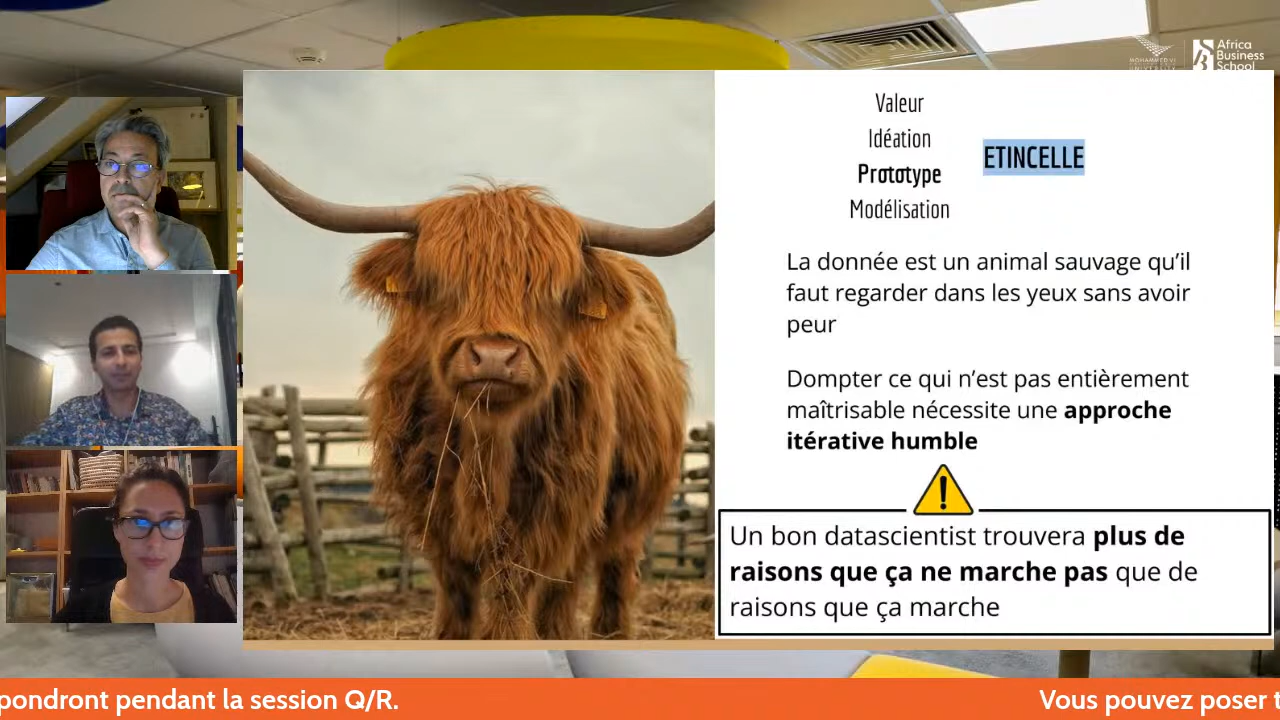 MOHAMMED VI
UNIVERSITY
Africa
Business
School
Valeur
Idéation
Prototype
Modélisation
ETINCELLE
La donnée est un animal sauvage qu’il
faut regarder dans les yeux sans avoir
peur
Dompter ce qui n’est pas entièrement
maîtrisable nécessite une approche
itérative humble
Un bon datascientist trouvera plus de
raisons que ça ne marche pas que de
raisons que ça marche
pondront pendant la session Q/R.
Vous pouvez poser t